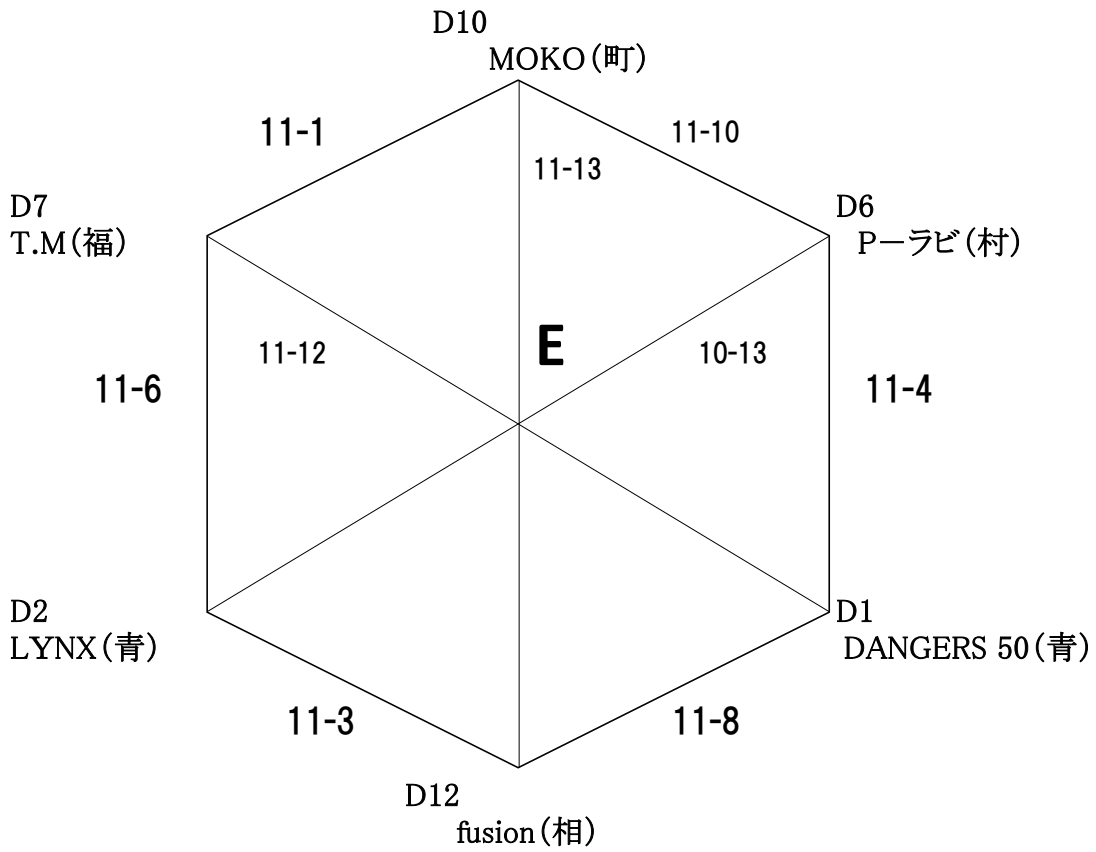 D10
MOKO（町）
11-1
11-10
11-13
D7
T.M（福）
D6
P－ラビ（村）
E
11-12
10-13
11-6
11-4
D2
LYNX（青）
D1
DANGERS 50（青）
11-3
11-8
D12
fusion（相）